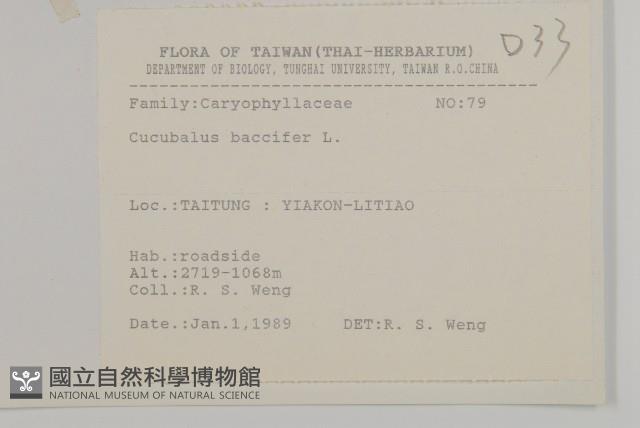 FLORA OF TAIWAN(THAI-HERBARIUM)
D33
DEPARTMENT OF BIOLOGY, TUNGHAI UNIVERSITY, TAIWAN R.O.CHINA
Family:Caryophyllaceae NO:79
Cucubalus baccifer L.
Loc.:TAITUNG : YIAKON-LITIAO
Hab.:roadside
Alt.:2719-1068m
Coll.:R. S. Weng
Date.:Jan.1,1989 DET:R. S. Weng
國立自然科學博物館
NATIONAL MUSEUM OF NATURAL SCIENCE